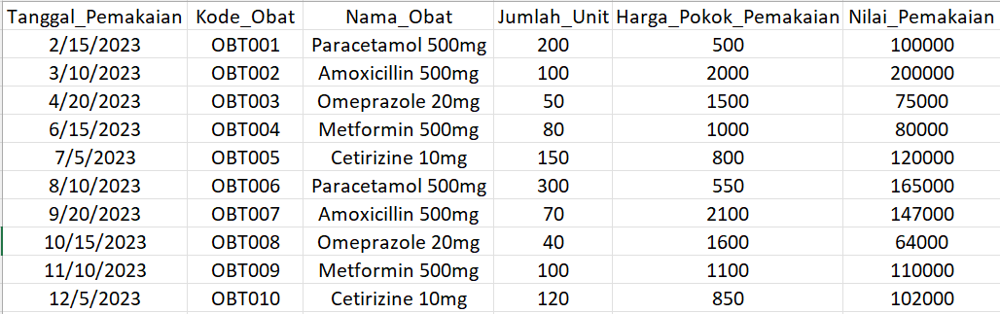 Tanggal_Pemakaian Kode_Obat Nama_Obat Jumlah_Unit Harga_Pokok_Pemakaian Nilai_Pemakaian
2/15/2023 OBT001 Paracetamol 500mg 200 500 100000
3/10/2023 OBT002 Amoxicillin 500mg 100 2000 200000
4/20/2023 OBT003 Omeprazole 20mg 50 1500 75000
6/15/2023 OBT004 Metformin 500mg 80 1000 80000
7/5/2023 OBT005 Cetirizine 10mg 150 800 120000
8/10/2023 OBT006 Paracetamol 500mg 300 550 165000
9/20/2023 OBT007 Amoxicillin 500mg 70 2100 147000
10/15/2023 OBT008 Omeprazole 20mg 40 1600 64000
11/10/2023 OBT009 Metformin 500mg 100 1100 110000
12/5/2023 OBT010 Cetirizine 10mg 120 850 102000